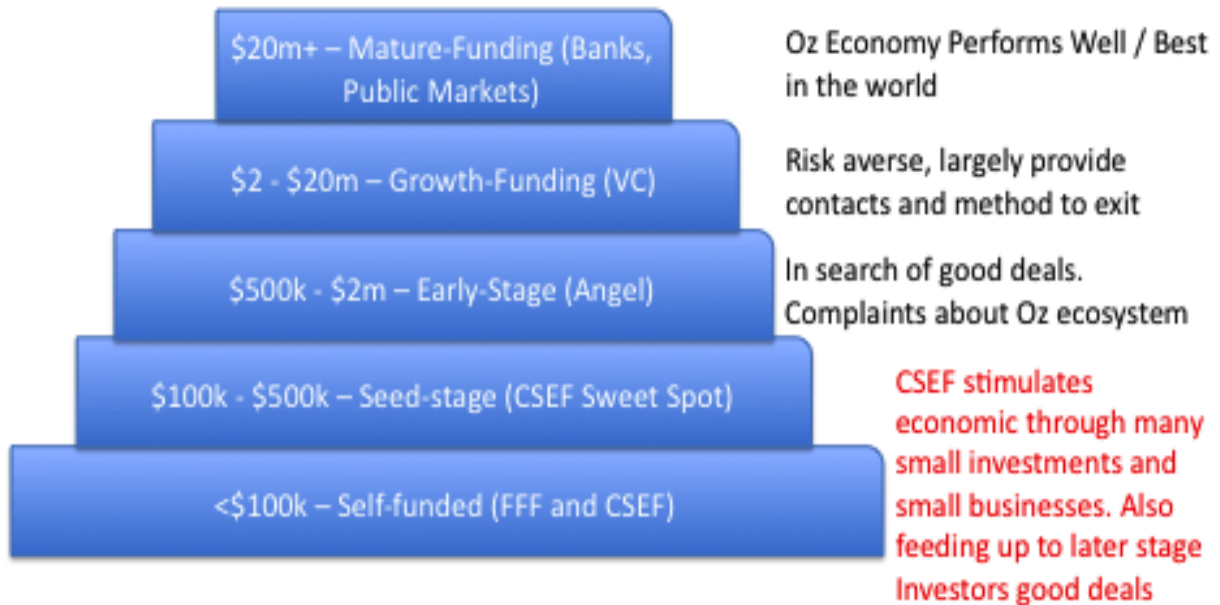 $20m+ – Mature-Funding (Banks,
Public Markets)
Oz Economy Performs Well / Best
in the world
$2 - $20m – Growth-Funding (VC)
Risk averse, largely provide
contacts and method to exit
$500k - $2m – Early-Stage (Angel)
In search of good deals.
Complaints about Oz ecosystem
$100k - $500k – Seed-stage (CSEF Sweet Spot)
<$100k – Self-funded (FFF and CSEF)
CSEF stimulates
economic through many
small investments and
small businesses. Also
feeding up to later stage
Investors good deals